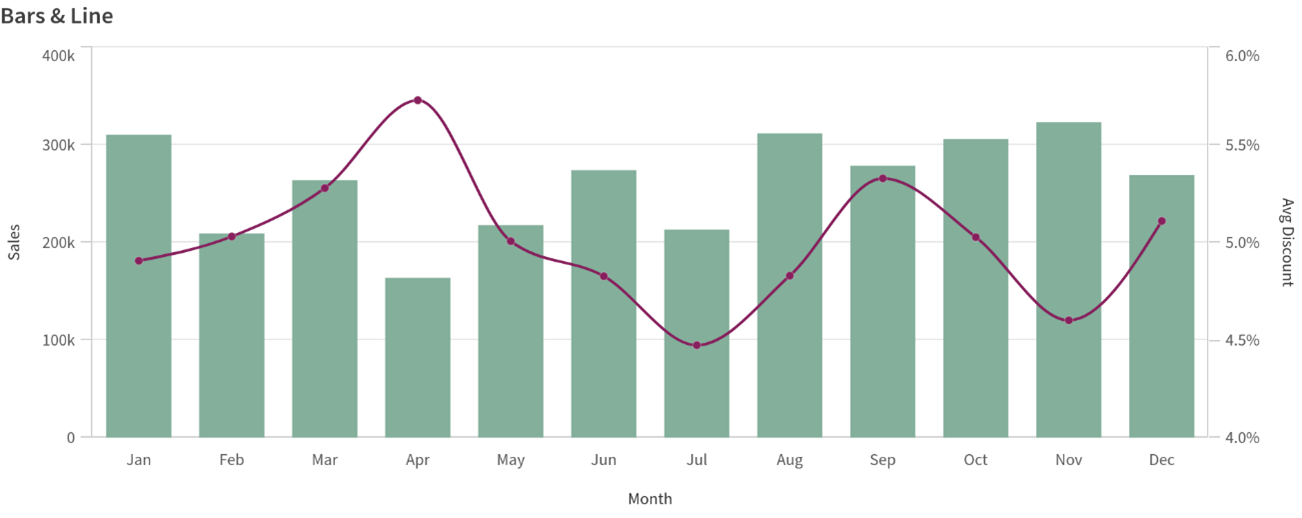 Bars & Line
400k
300k
200k
100k
0
Sales
6.0%
5.5%
5.0%
4.5%
4.0%
Avg Discount
Jan Feb Mar Apr May Jun Jul Aug Sep Oct Nov Dec
Month